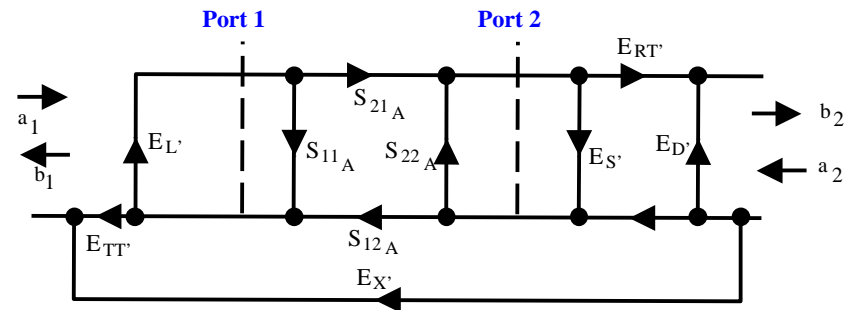 Port 1 Port 2
E_RT'
S_21_A
a_1 b_2
E_L' S_11_A S_22_A E_S' E_D'
b_1 a_2
E_TT' S_12_A
E_X'